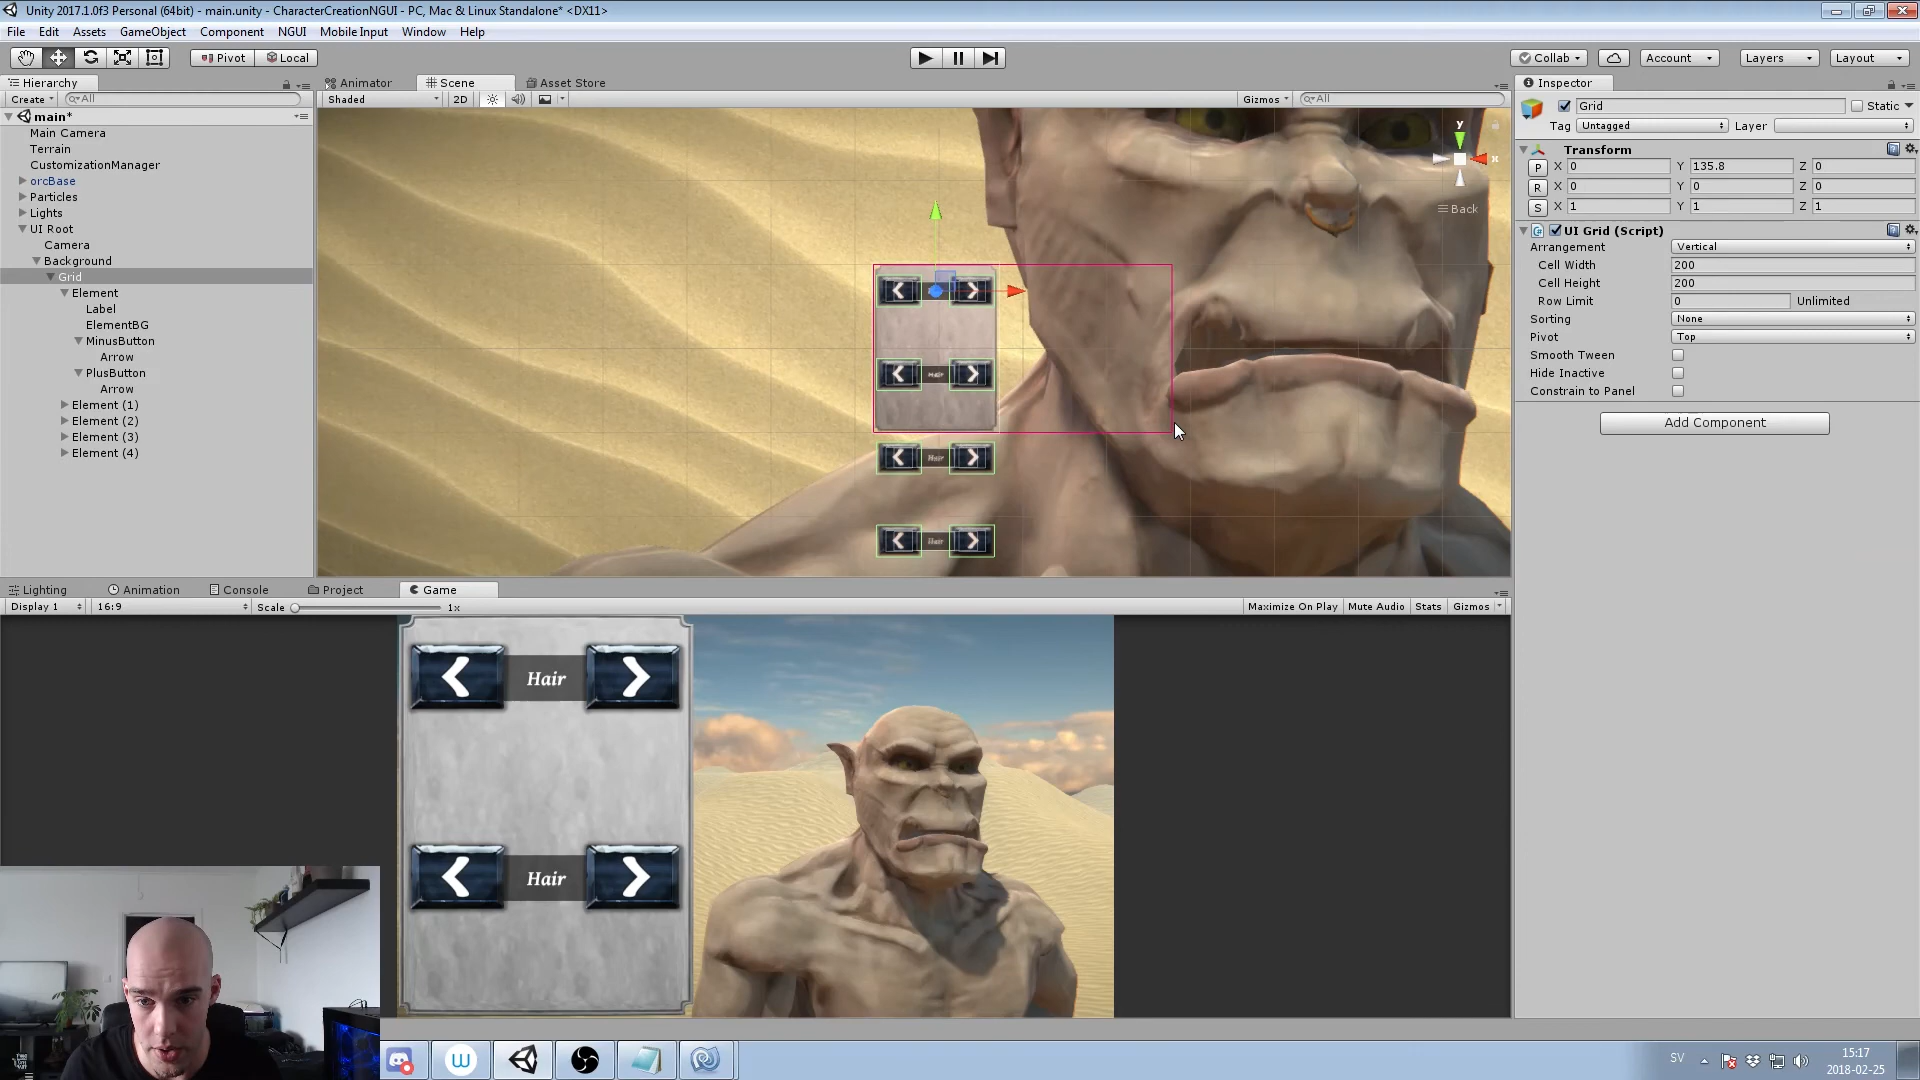 Unity 2017.1.0f3 Personal (64bit) - main.unity - CharacterCreationNGUI - PC, Mac & Linux Standalone* <DX11>
File Edit Assets GameObject Component NGUI Mobile Input Window Help
Pivot Local Collab Account Layers Layout
Hierarchy Animator Scene Asset Store Inspector
Create All Shaded 2D Gizmos All
main*
Main Camera
Terrain
CustomizationManager
orcBase
Particles
Lights
UI Root
Camera
Background
Grid
Element
Label
ElementBG
MinusButton
Arrow
PlusButton
Arrow
Element (1)
Element (2)
Element (3)
Element (4)
y
x
Back
Hair
Hair
Hair
Grid Static
Tag Untagged Layer
Transform
P X 0 Y 135.8 Z 0
R X 0 Y 0 Z 0
S X 1 Y 1 Z 1
UI Grid (Script)
Arrangement Vertical
Cell Width 200
Cell Height 200
Row Limit 0 Unlimited
Sorting None
Pivot Top
Smooth Tween
Hide Inactive
Constrain to Panel
Add Component
Lighting Animation Console Project Game
Display 1 16:9 Scale 1x Maximize On Play Mute Audio Stats Gizmos
Hair
Hair
SV 15:17
2018-02-25